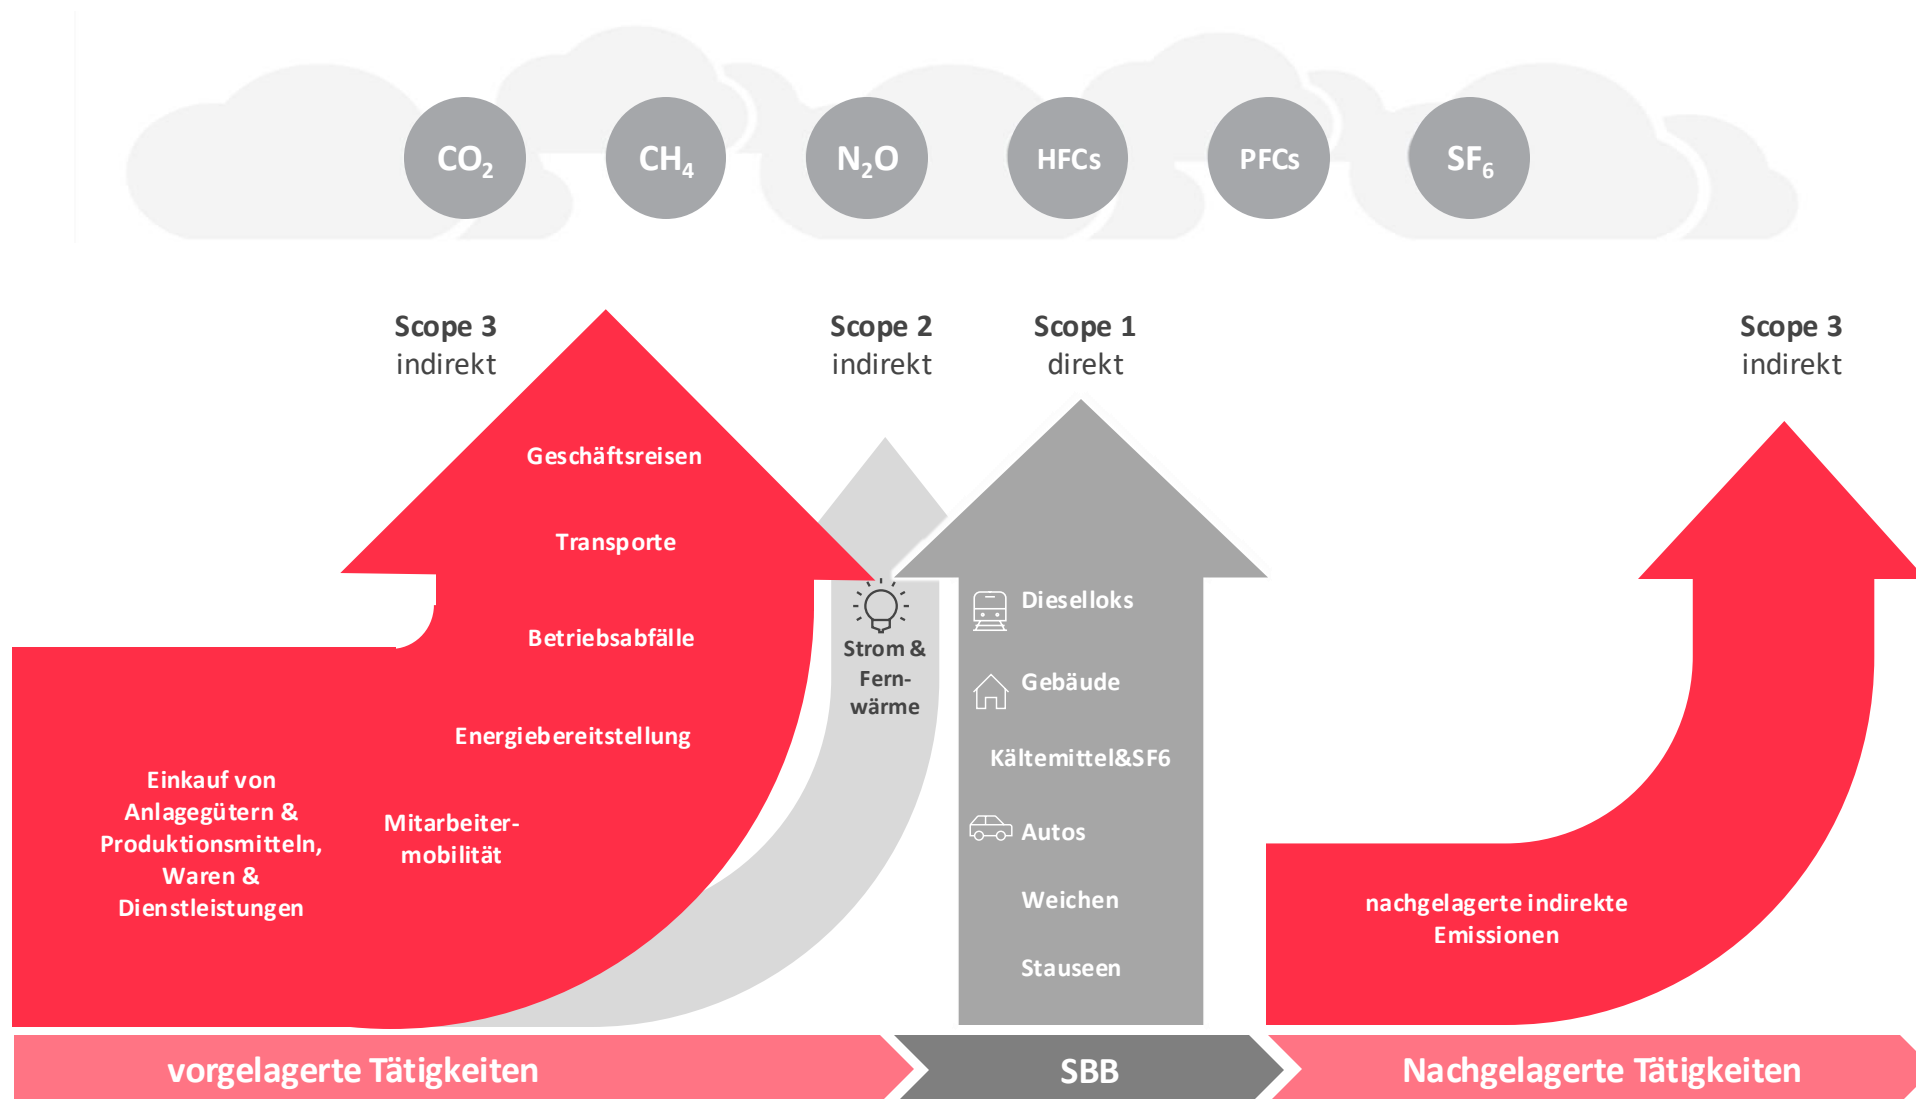 CO₂
CH₄
N₂O
HFCs
PFCs
SF₆
Scope 3
indirekt
Scope 2
indirekt
Scope 1
direkt
Scope 3
indirekt
Geschäftsreisen
Transporte
Betriebsabfälle
Energiebereitstellung
Mitarbeiter-
mobilität
Einkauf von
Anlagegütern &
Produktionsmitteln,
Waren &
Dienstleistungen
Strom &
Fern-
wärme
Dieselloks
Gebäude
Kältemittel&SF6
Autos
Weichen
Stauseen
nachgelagerte indirekte
Emissionen
vorgelagerte Tätigkeiten
SBB
Nachgelagerte Tätigkeiten